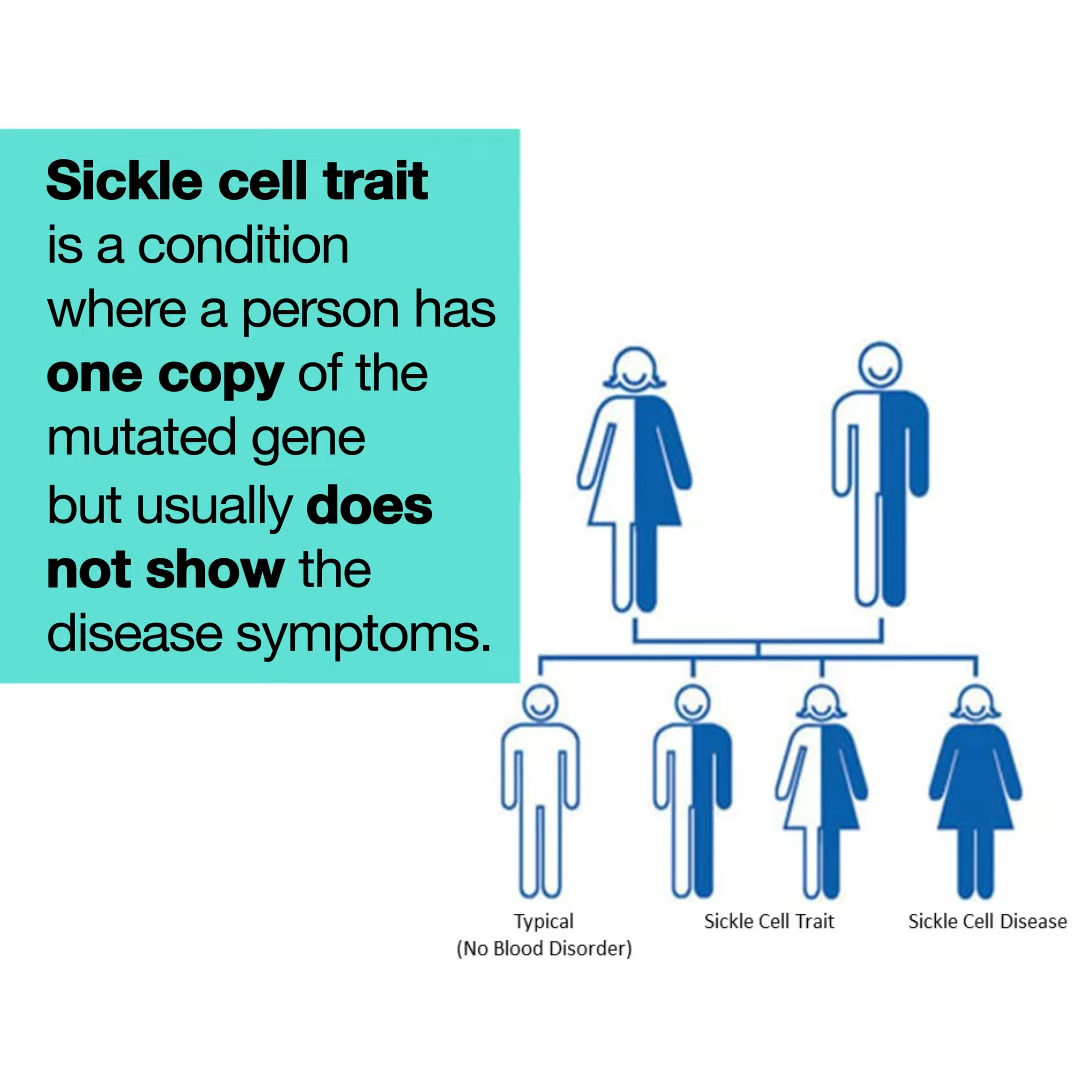 Sickle cell trait
is a condition
where a person has
one copy of the
mutated gene
but usually does
not show the
disease symptoms.
Typical
(No Blood Disorder)
Sickle Cell Trait
Sickle Cell Disease